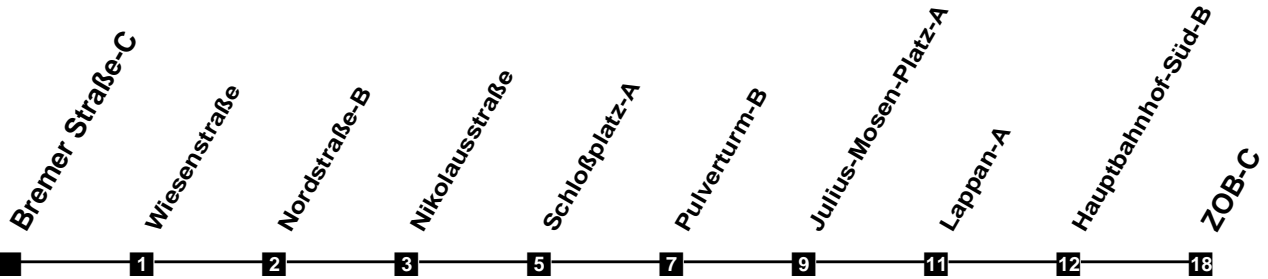 Bremer Straße-C
Wiesenstraße
Nordstraße-B
Nikolausstraße
Schloßplatz-A
Pulverturm-B
Julius-Mosen-Platz-A
Lappan-A
Hauptbahnhof-Süd-B
ZOB-C
1 2 3 5 7 9 11 12 18